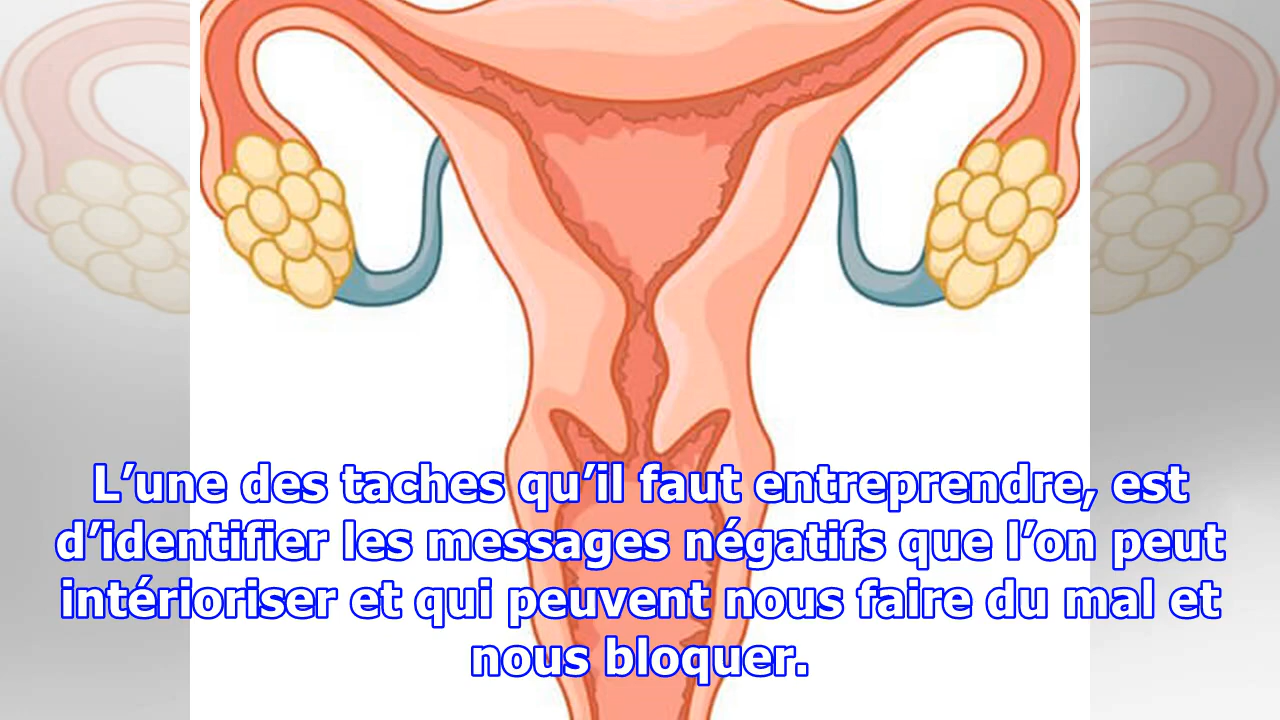 L’une des taches qu’il faut entreprendre, est
d’identifier les messages négatifs que l’on peut
intérioriser et qui peuvent nous faire du mal et
nous bloquer.